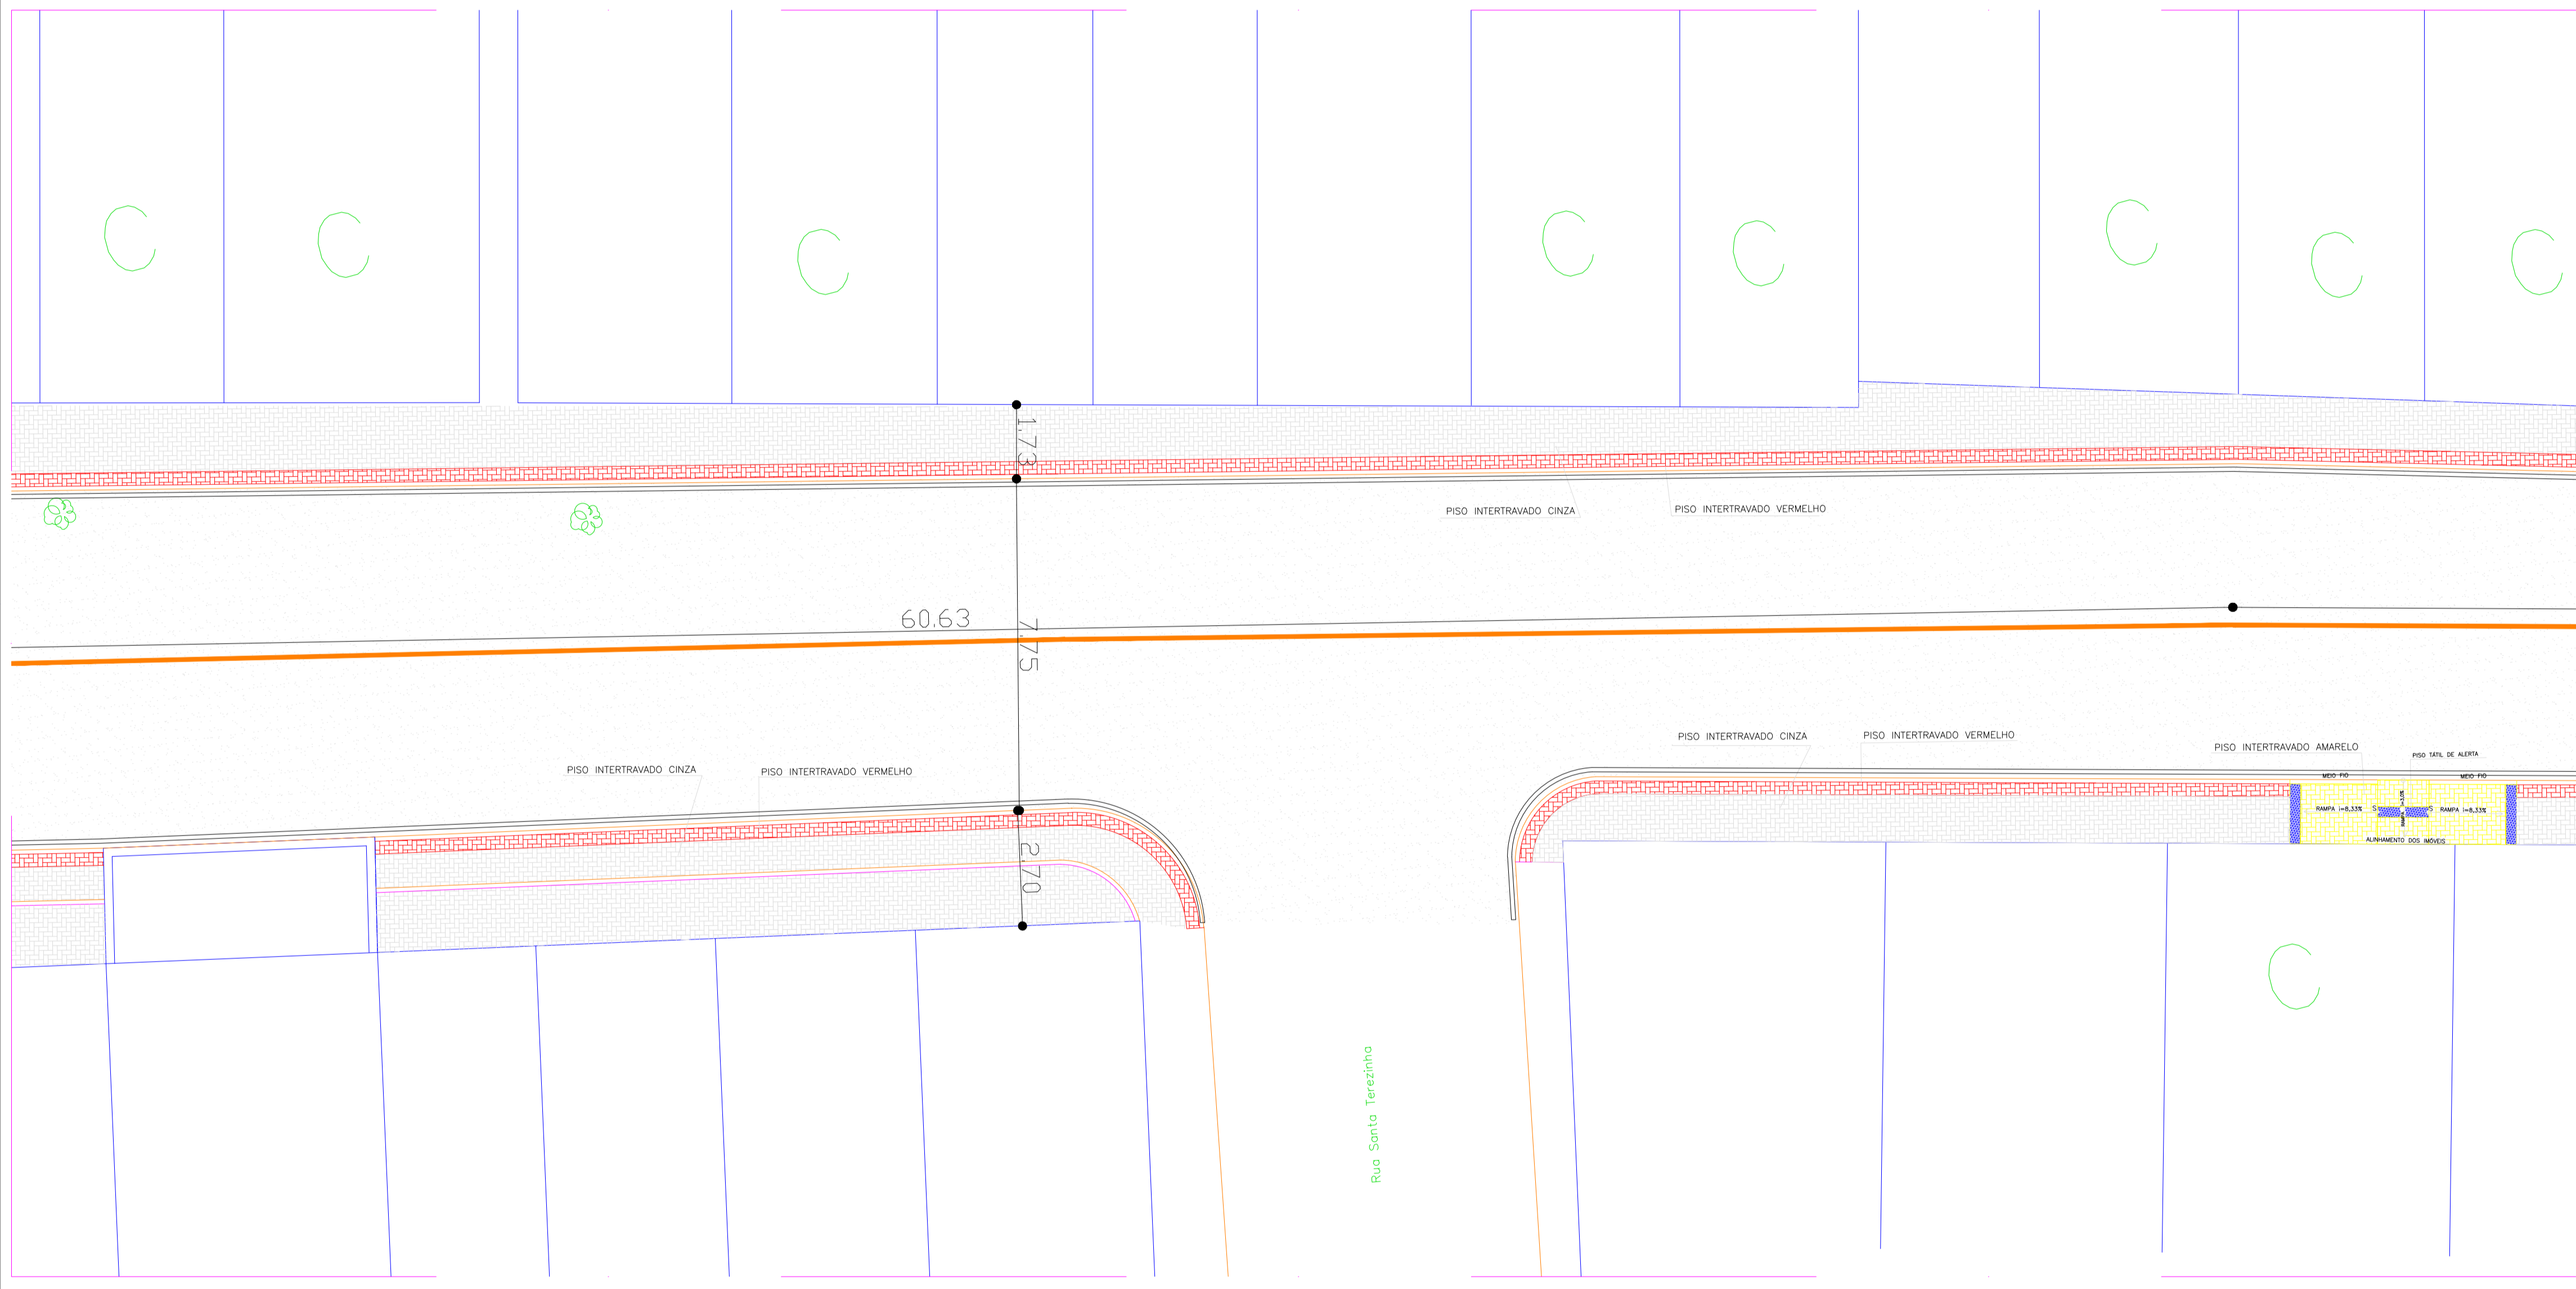 C
C
C
C
C
C
C
C
1.73
PISO INTERTRAVADO CINZA
PISO INTERTRAVADO VERMELHO
60.63
7.75
PISO INTERTRAVADO CINZA
PISO INTERTRAVADO VERMELHO
PISO INTERTRAVADO AMARELO
PISO TÁTIL DE ALERTA
PISO INTERTRAVADO CINZA
PISO INTERTRAVADO VERMELHO
MEIO FIO
MEIO FIO
RAMPA i=8,33%
S
S
RAMPA i=8,33%
ALINHAMENTO DOS IMÓVEIS
2.70
C
Rua Santa Terezinha